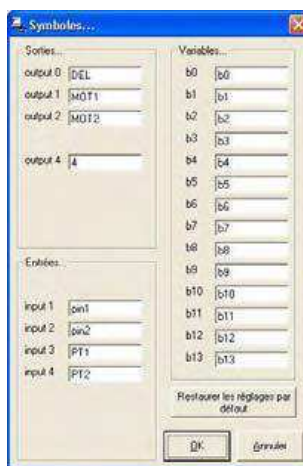 Symboles...
Sorties...
output 0 DEL
output 1 MOT1
output 2 MOT2
output 4 4
Entrées...
input 1 pin1
input 2 pin2
input 3 PT1
input 4 PT2
Variables...
b0 b0
b1 b1
b2 b2
b3 b3
b4 b4
b5 b5
b6 b6
b7 b7
b8 b8
b9 b9
b10 b10
b11 b11
b12 b12
b13 b13
Restaurer les réglages par
défaut
OK
Annuler